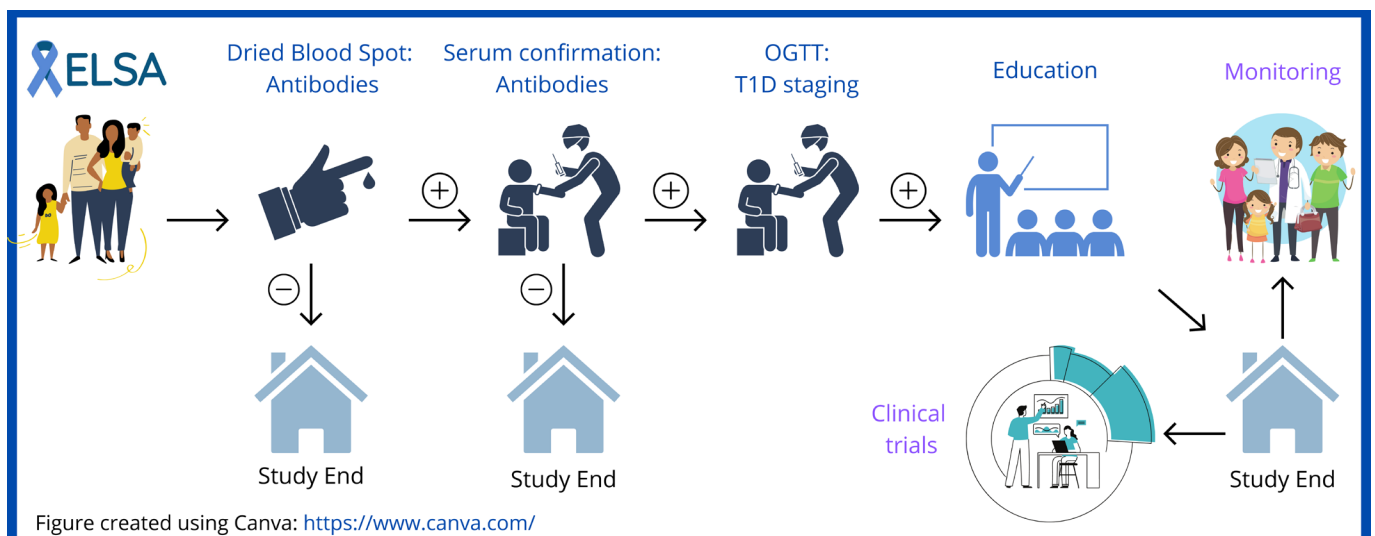 ELSA
Dried Blood Spot:
Antibodies
Serum confirmation:
Antibodies
OGTT:
T1D staging
Education
Monitoring
Clinical
trials
Study End
Study End
Study End
Figure created using Canva: https://www.canva.com/